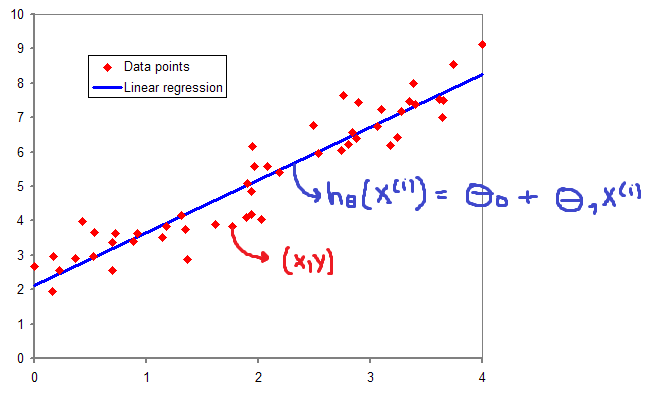 10
9
8
7
6
5
4
3
2
1
0
Data points
Linear regression
hθ(x⁽ⁱ⁾) = θ₀ + θ₁x⁽ⁱ⁾
(x,y)
0 1 2 3 4